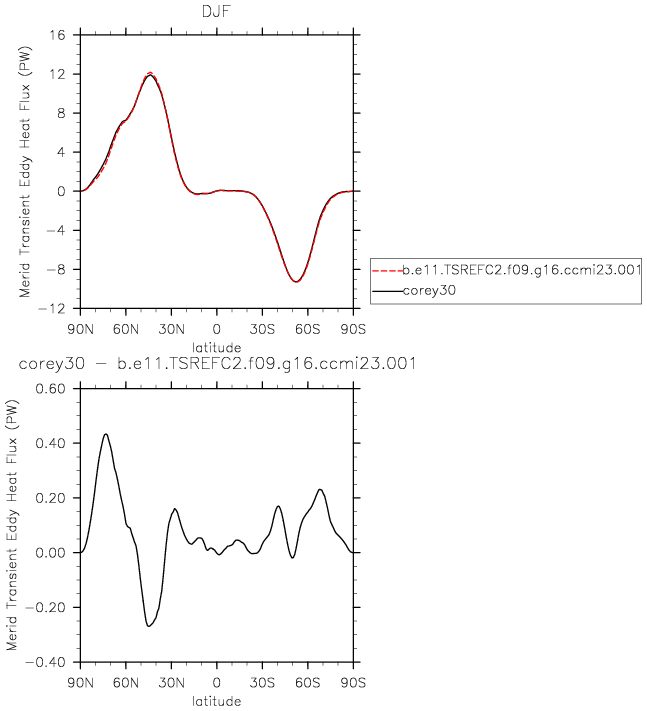 DJF
Merid Transient Eddy Heat Flux (PW)
16
12
8
4
0
−4
−8
−12
90N 60N 30N 0 30S 60S 90S
latitude
b.e11.TSREFC2.f09.g16.ccmi23.001
corey30
corey30 − b.e11.TSREFC2.f09.g16.ccmi23.001
Merid Transient Eddy Heat Flux (PW)
0.60
0.40
0.20
0.00
−0.20
−0.40
90N 60N 30N 0 30S 60S 90S
latitude